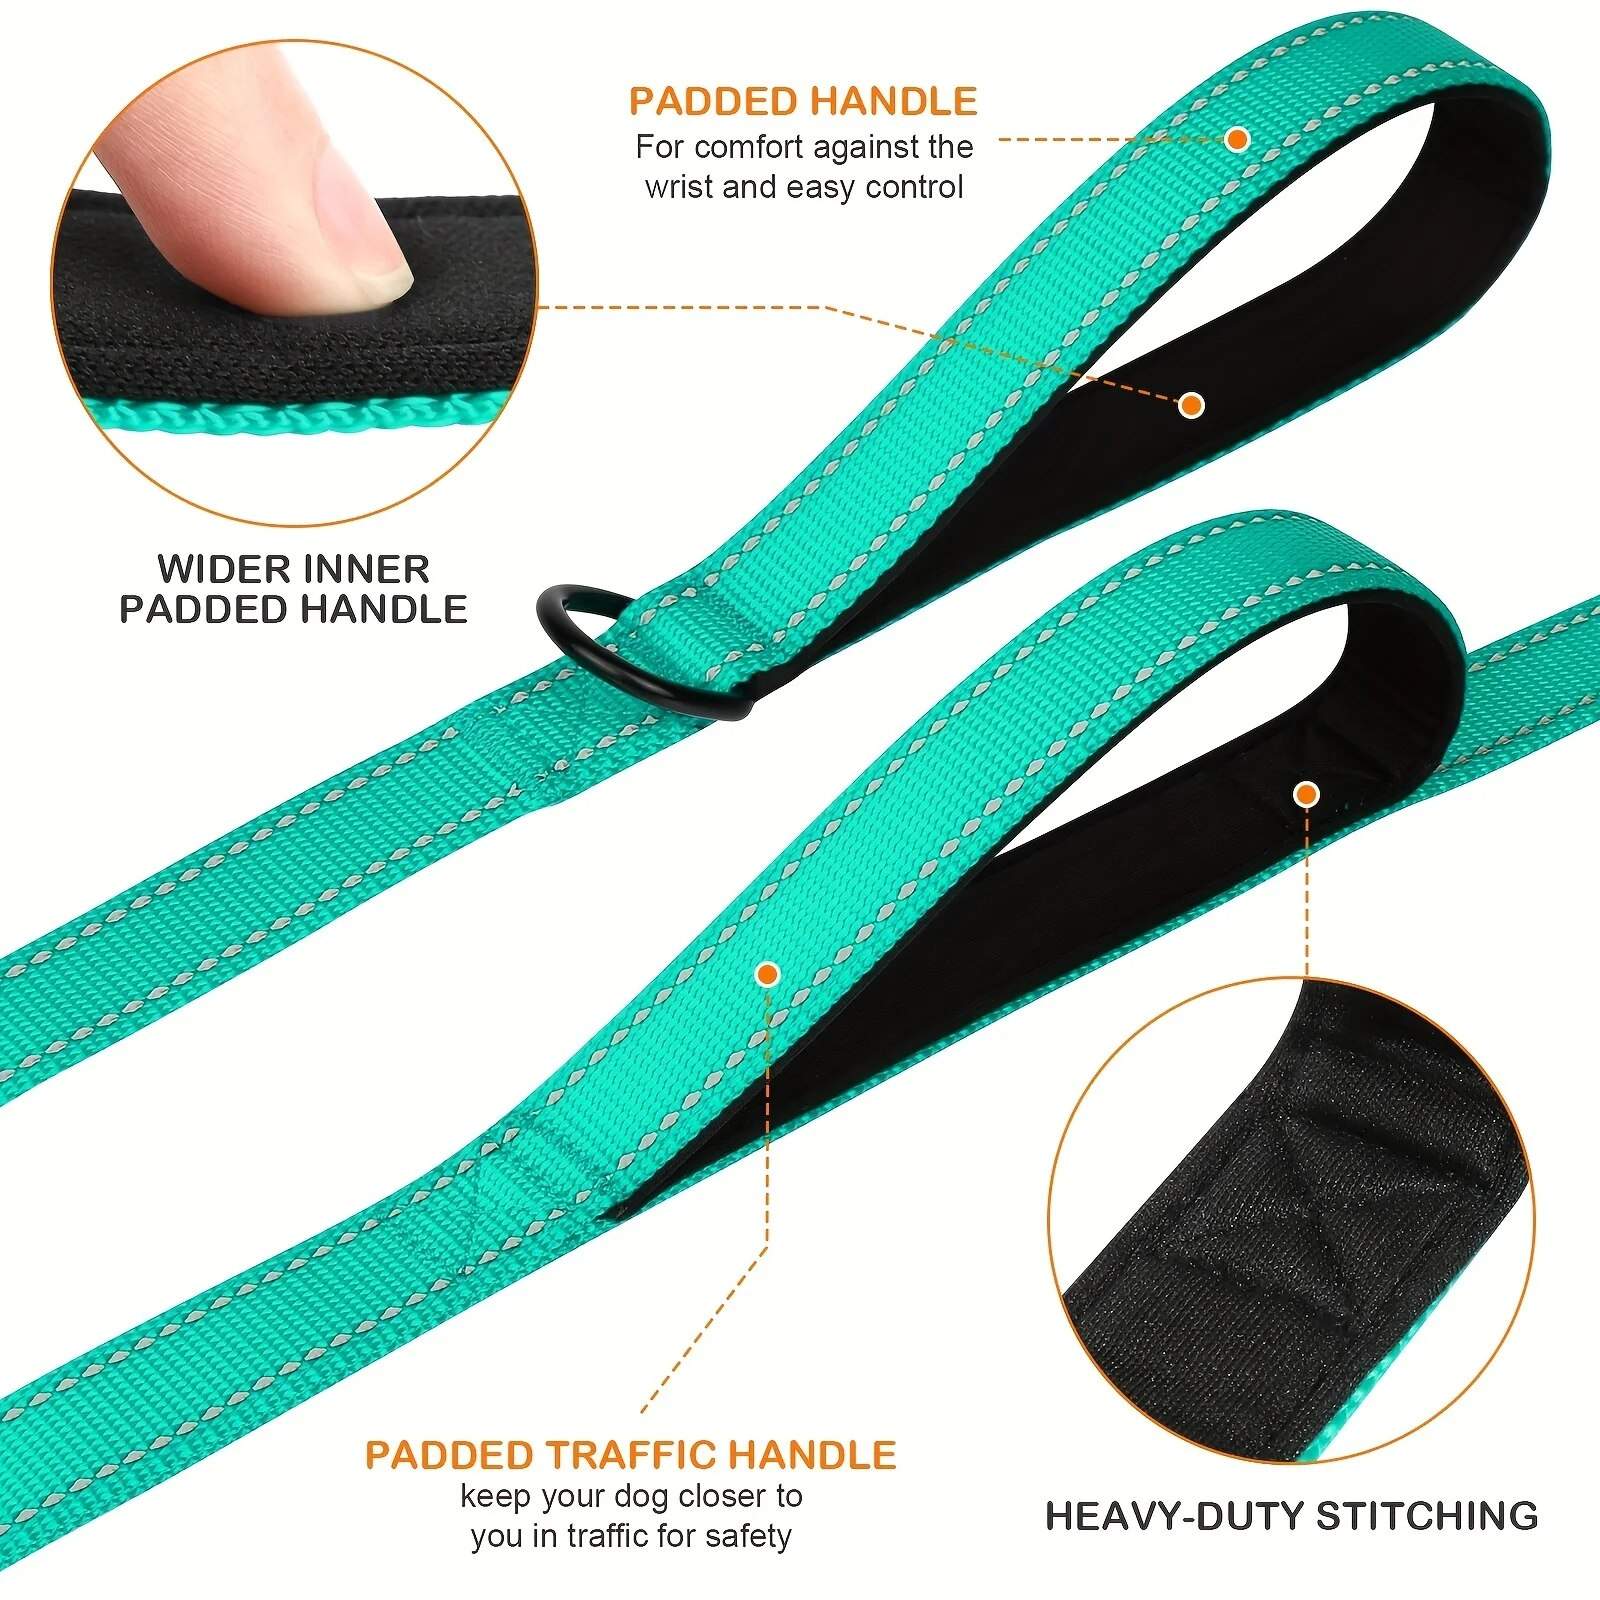 PADDED HANDLE
For comfort against the
wrist and easy control
WIDER INNER
PADDED HANDLE
PADDED TRAFFIC HANDLE
keep your dog closer to
you in traffic for safety
HEAVY-DUTY STITCHING